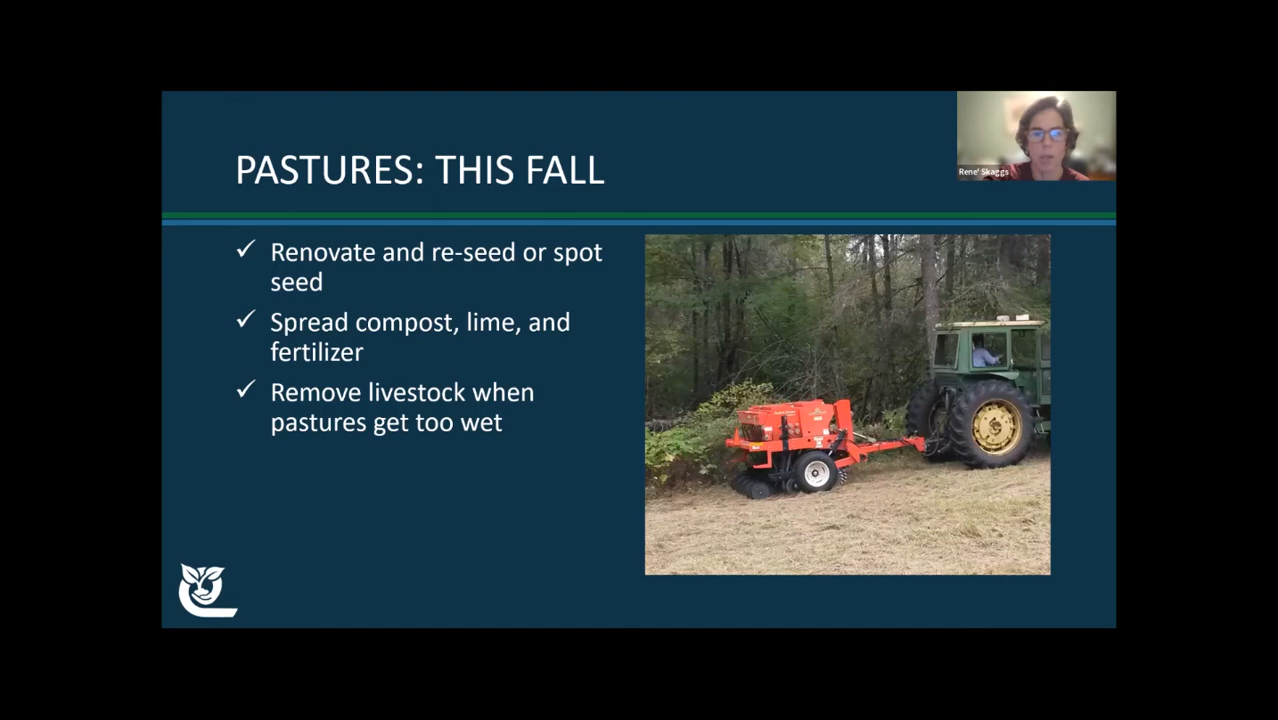 PASTURES: THIS FALL
Rene' Skaggs
Renovate and re-seed or spot
seed
Spread compost, lime, and
fertilizer
Remove livestock when
pastures get too wet